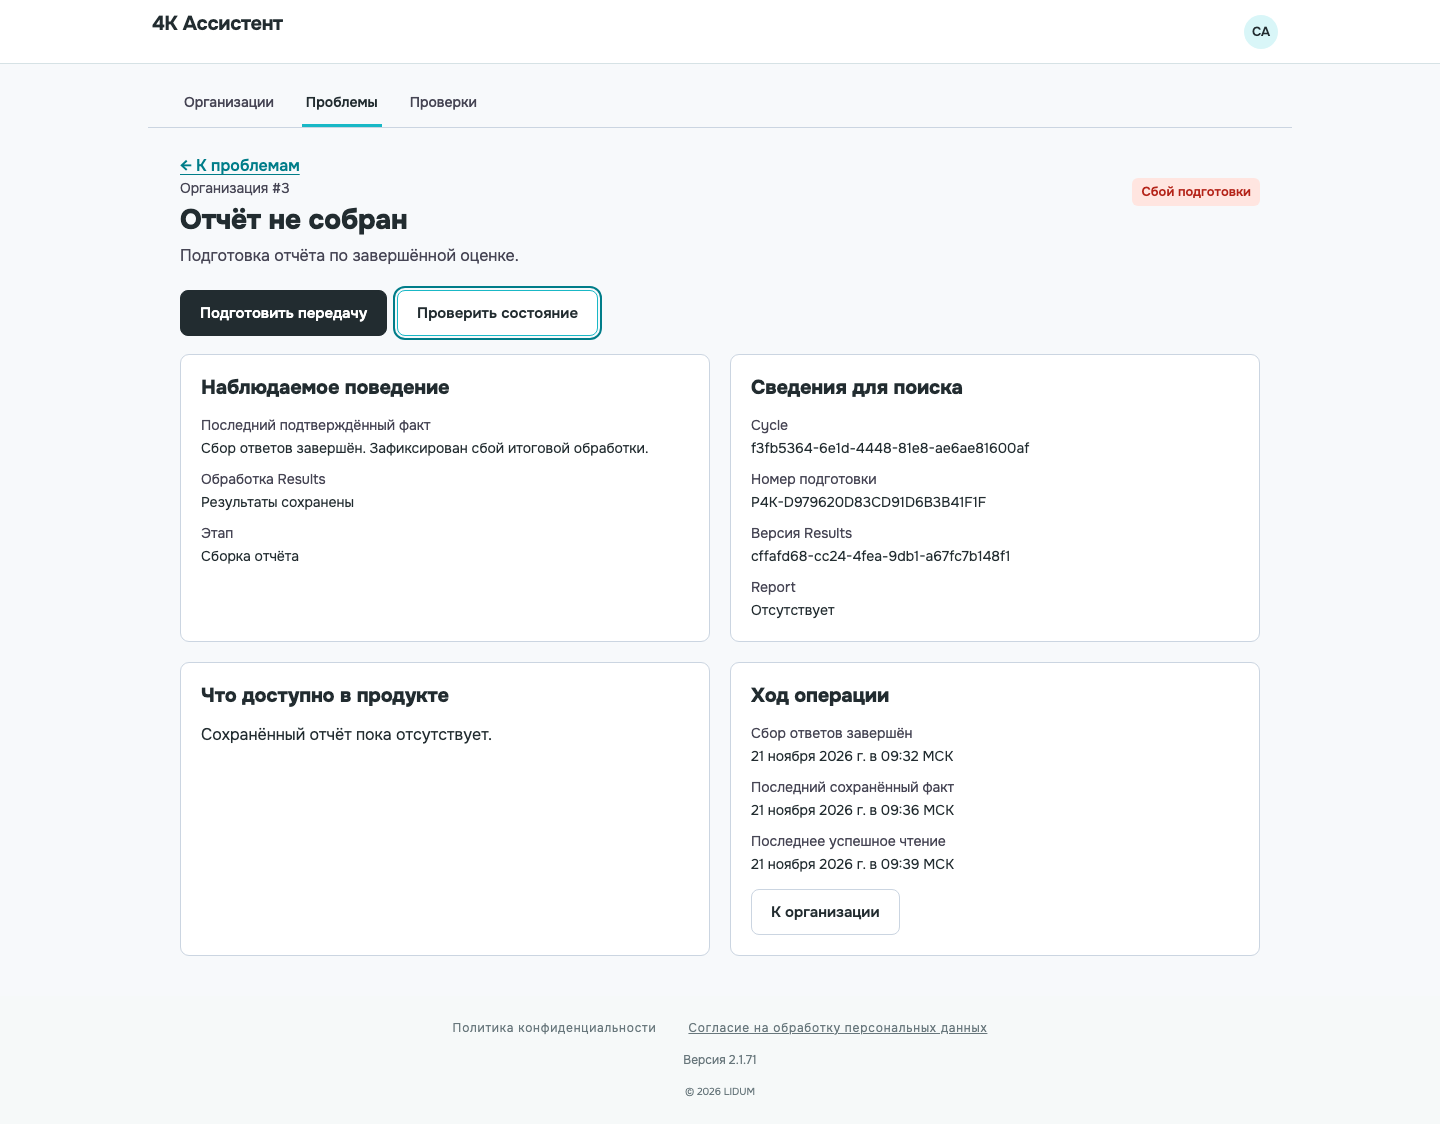 4К Ассистент
СА
Организации
Проблемы
Проверки
← К проблемам
Организация #3
Отчёт не собран
Подготовка отчёта по завершённой оценке.
Сбой подготовки
Подготовить передачу
Проверить состояние
Наблюдаемое поведение
Последний подтверждённый факт
Сбор ответов завершён. Зафиксирован сбой итоговой обработки.
Обработка Results
Результаты сохранены
Этап
Сборка отчёта
Сведения для поиска
Cycle
f3fb5364-6e1d-4448-81e8-ae6ae81600af
Номер подготовки
P4K-D979620D83CD91D6B3B41F1F
Версия Results
cffafd68-cc24-4fea-9db1-a67fc7b148f1
Report
Отсутствует
Что доступно в продукте
Сохранённый отчёт пока отсутствует.
Ход операции
Сбор ответов завершён
21 ноября 2026 г. в 09:32 МСК
Последний сохранённый факт
21 ноября 2026 г. в 09:36 МСК
Последнее успешное чтение
21 ноября 2026 г. в 09:39 МСК
К организации
Политика конфиденциальности
Согласие на обработку персональных данных
Версия 2.1.71
© 2026 LIDUM